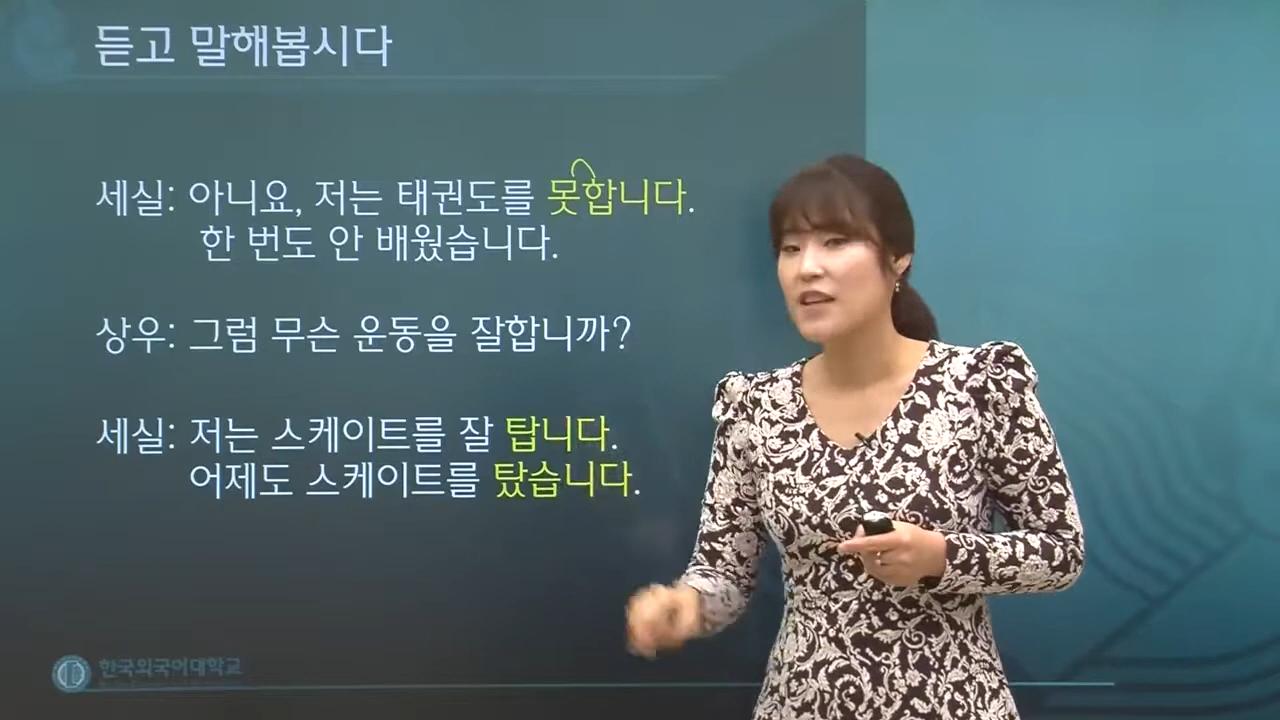 듣고 말해봅시다
세실: 아니요, 저는 태권도를 못합니다.
한 번도 안 배웠습니다.
상우: 그럼 무슨 운동을 잘합니까?
세실: 저는 스케이트를 잘 탑니다.
어제도 스케이트를 탔습니다.
한국외국어대학교